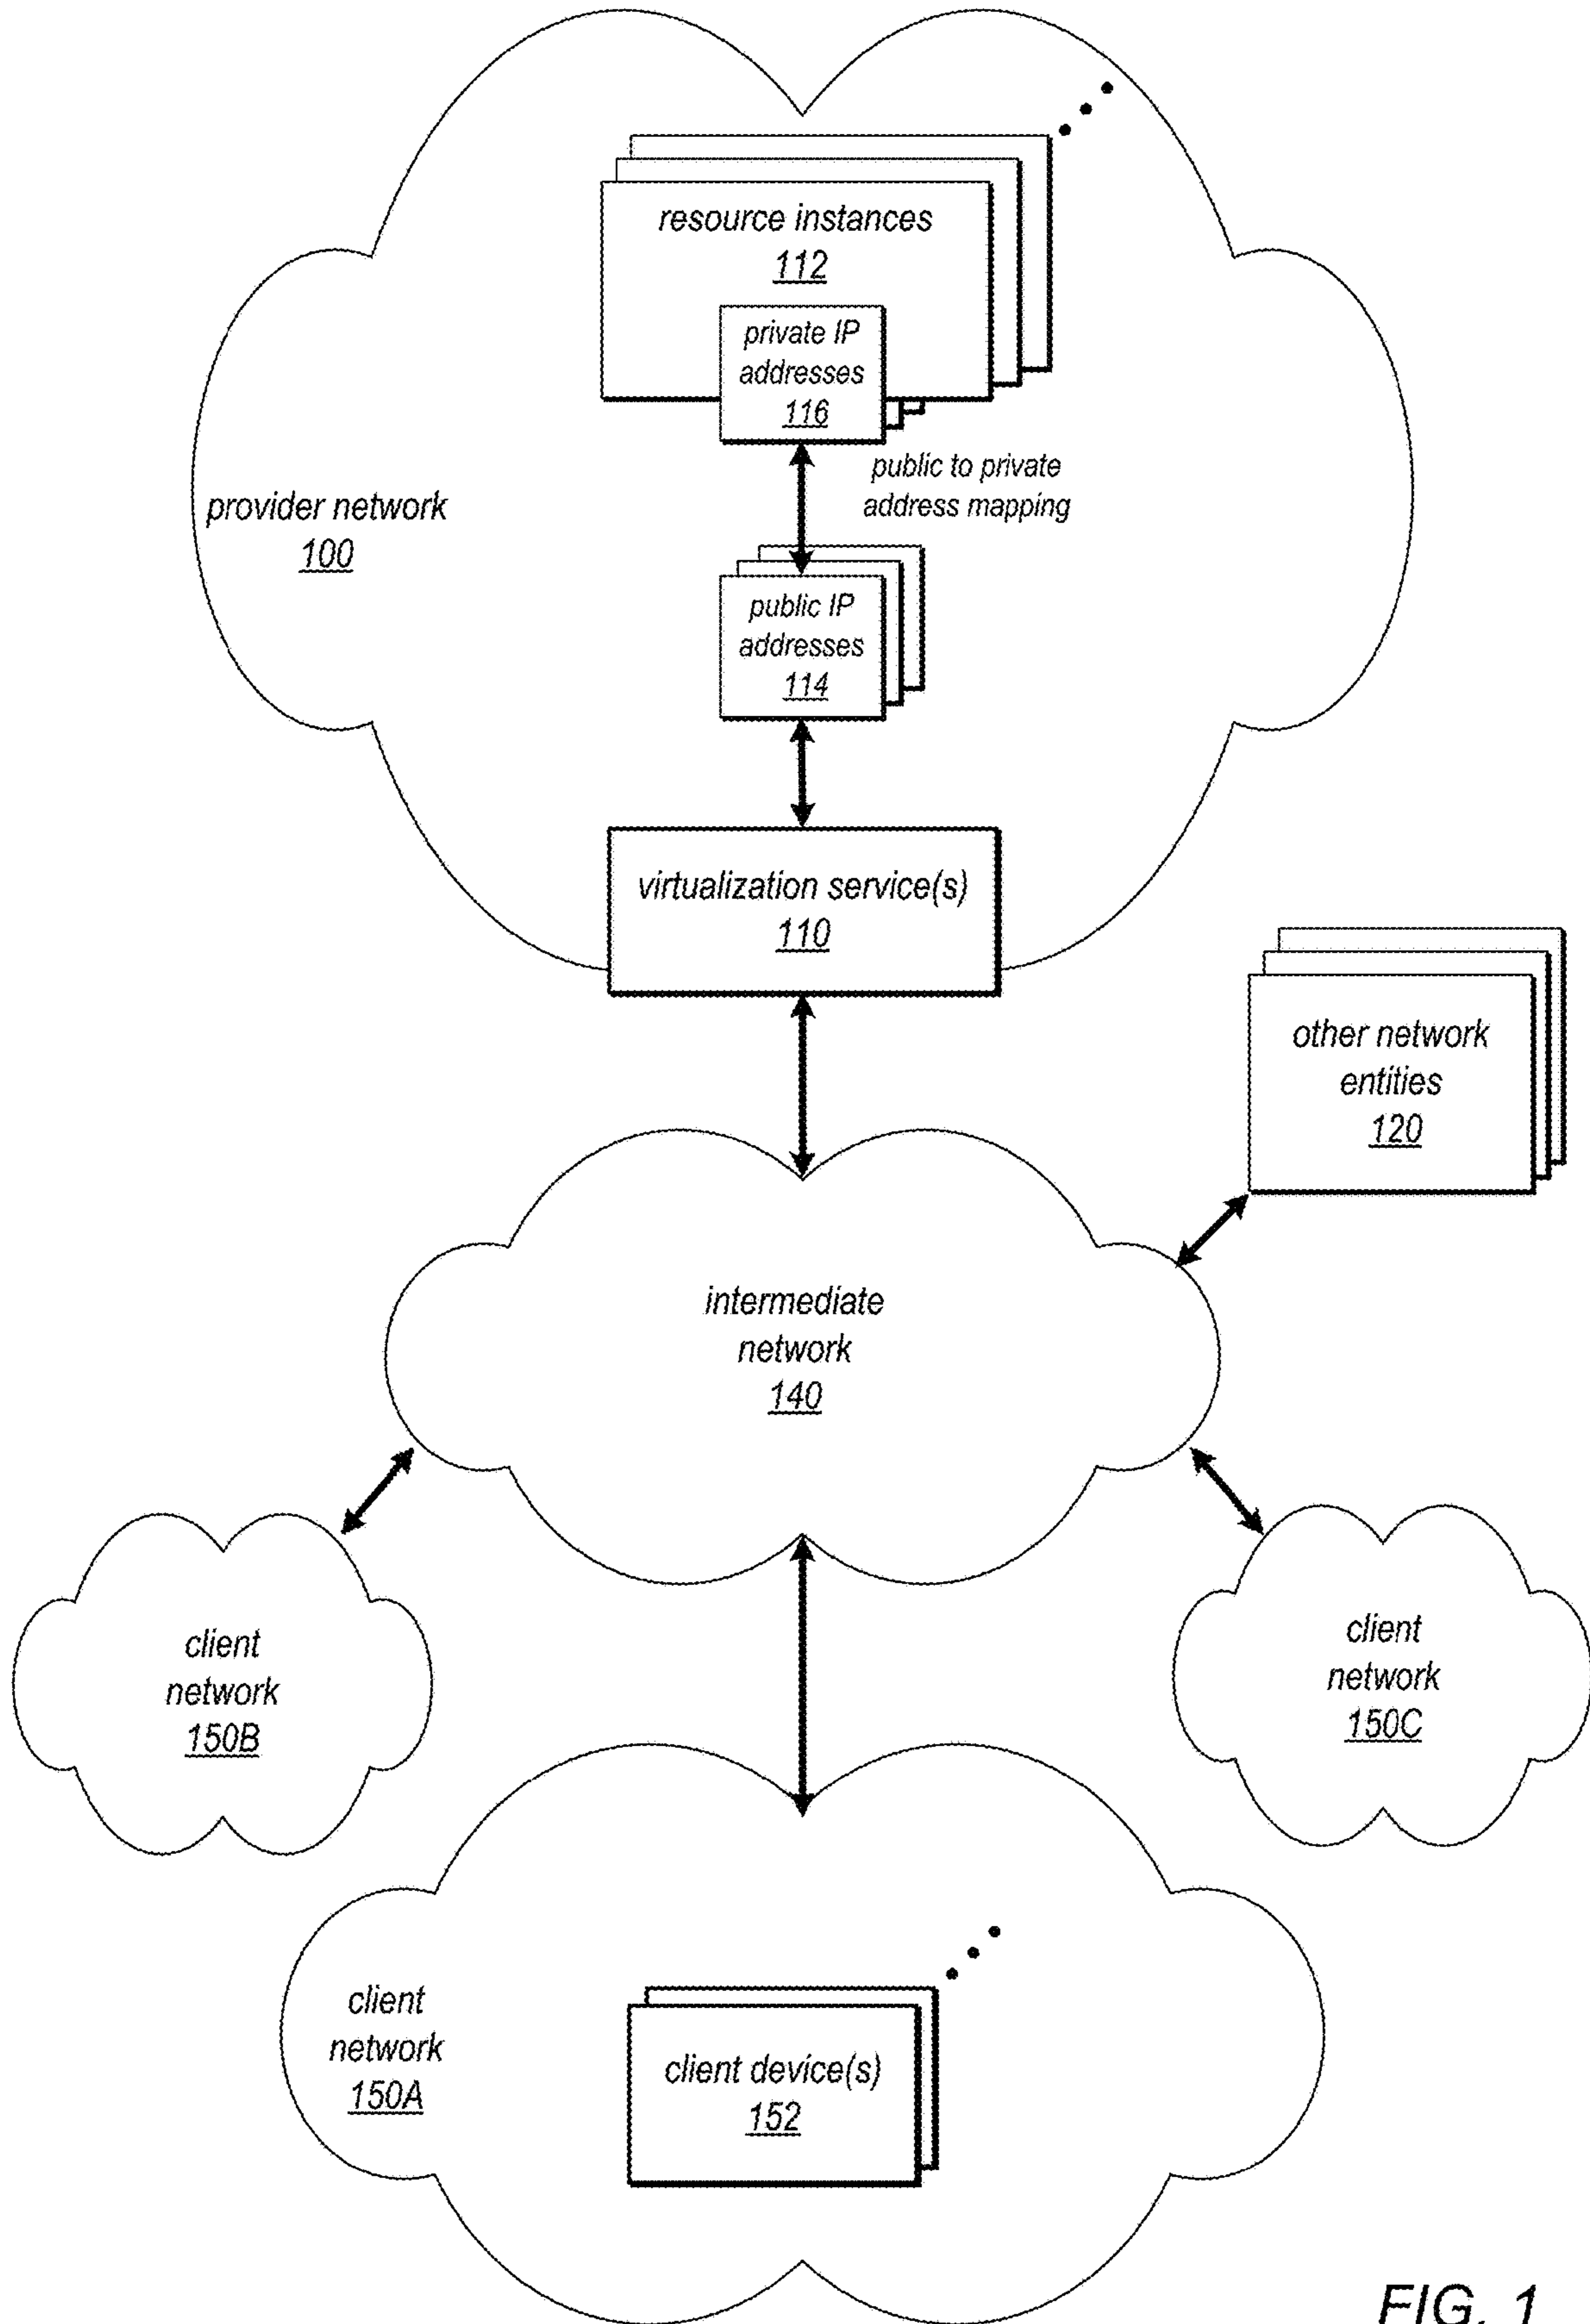 resource instances
112
private IP
addresses
116
public to private
address mapping
provider network
100
public IP
addresses
114
virtualization service(s)
110
other network
entities
120
intermediate
network
140
client
network
150B
client
network
150C
client
network
150A
client device(s)
152
FIG. 1